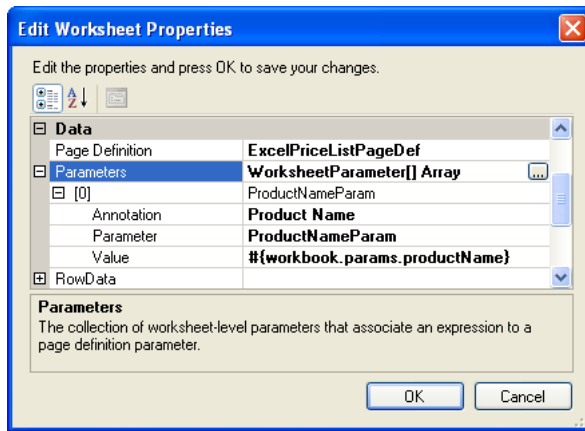 Edit Worksheet Properties
Edit the properties and press OK to save your changes.
Data
Page Definition ExcelPriceListPageDef
Parameters WorksheetParameter[] Array ...
[0] ProductNameParam
Annotation Product Name
Parameter ProductNameParam
Value #{workbook.params.productName}
RowData
Parameters
The collection of worksheet-level parameters that associate an expression to a
page definition parameter.
OK Cancel